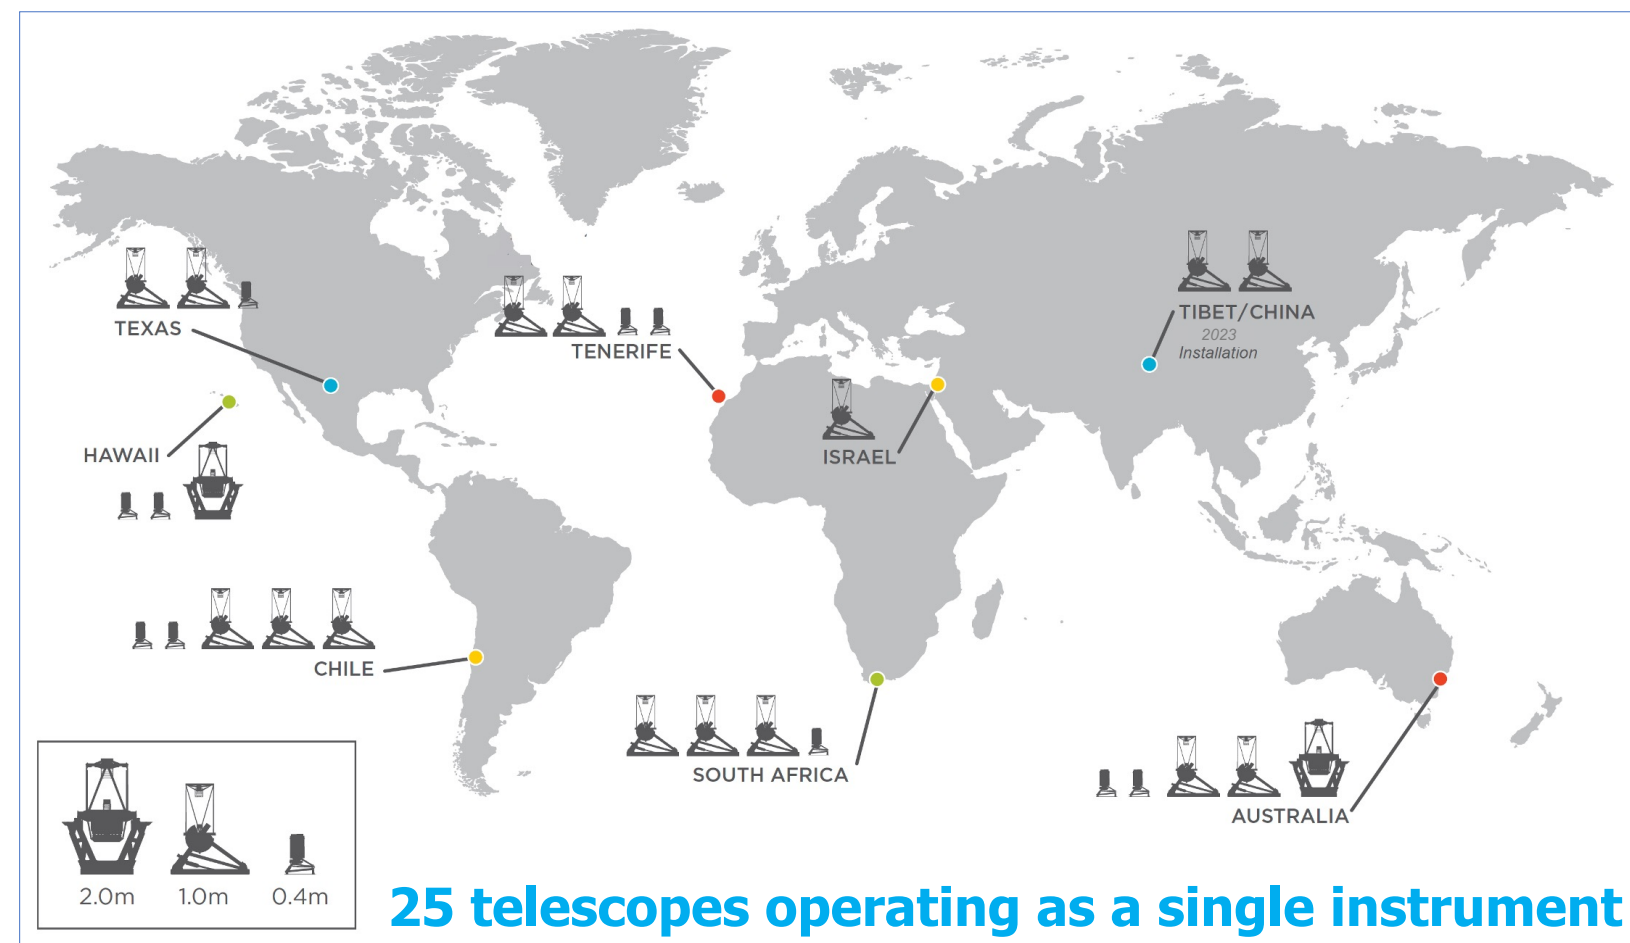 TEXAS
TENERIFE
TIBET/CHINA
2023
Installation
HAWAII
ISRAEL
CHILE
SOUTH AFRICA
AUSTRALIA
2.0m 1.0m 0.4m
25 telescopes operating as a single instrument